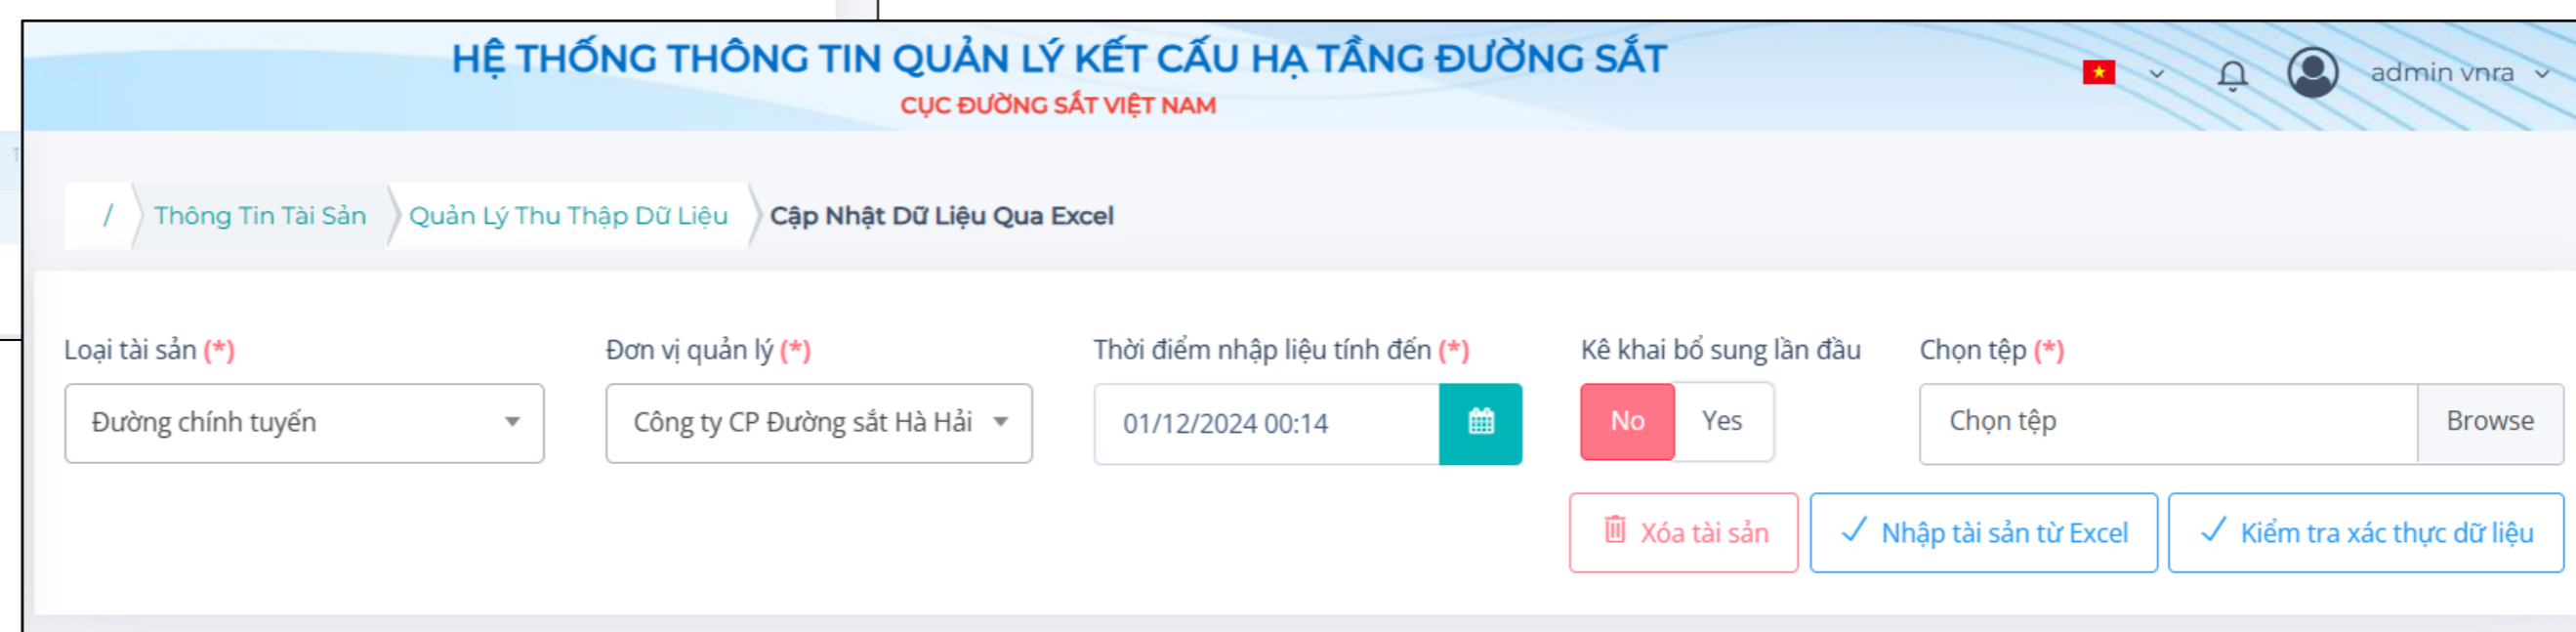 HỆ THỐNG THÔNG TIN QUẢN LÝ KẾT CẤU HẠ TẦNG ĐƯỜNG SẮT
CỤC ĐƯỜNG SẮT VIỆT NAM
admin vnra
/ Thông Tin Tài Sản Quản Lý Thu Thập Dữ Liệu Cập Nhật Dữ Liệu Qua Excel
Loại tài sản (*) Đơn vị quản lý (*) Thời điểm nhập liệu tính đến (*) Kê khai bổ sung lần đầu Chọn tệp (*)
Đường chính tuyến Công ty CP Đường sắt Hà Hải 01/12/2024 00:14 No Yes Chọn tệp Browse
Xóa tài sản Nhập tài sản từ Excel Kiểm tra xác thực dữ liệu